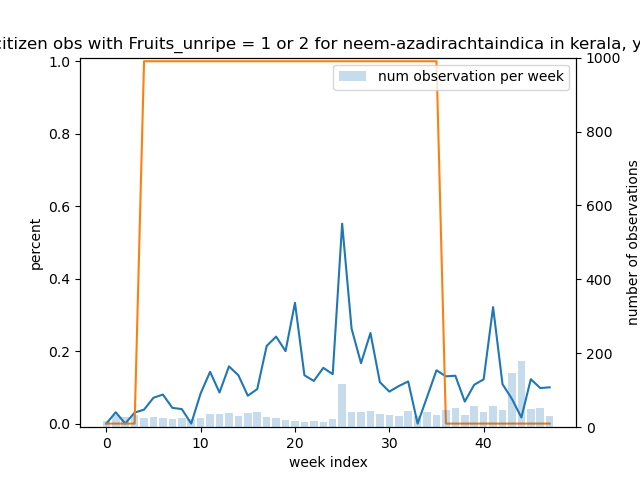 citizen obs with Fruits_unripe = 1 or 2 for neem-azadirachtaindica in kerala, y
num observation per week
1.0
0.8
0.6
0.4
0.2
0.0
percent
1000
800
600
400
200
0
number of observations
0 10 20 30 40
week index